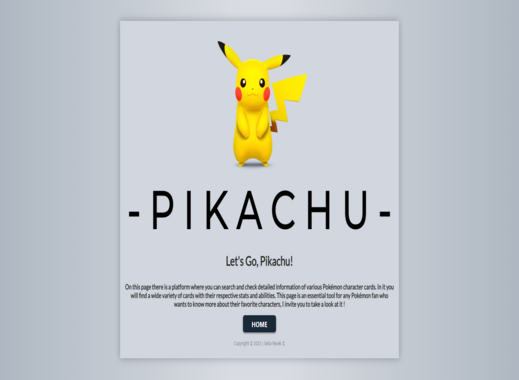 -PIKACHU-
Let's Go, Pikachu!
On this page there is a platform where you can search and check detailed information of various Pokémon character cards. In it you
will find a wide variety of cards with their respective stats and abilities. This page is an essential tool for any Pokémon fan who
wants to know more about their favorite characters, I invite you to take a look at it !
HOME
Copyright